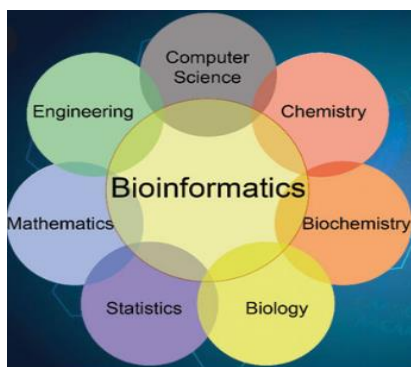 Computer
Science
Engineering
Chemistry
Bioinformatics
Mathematics
Biochemistry
Statistics
Biology